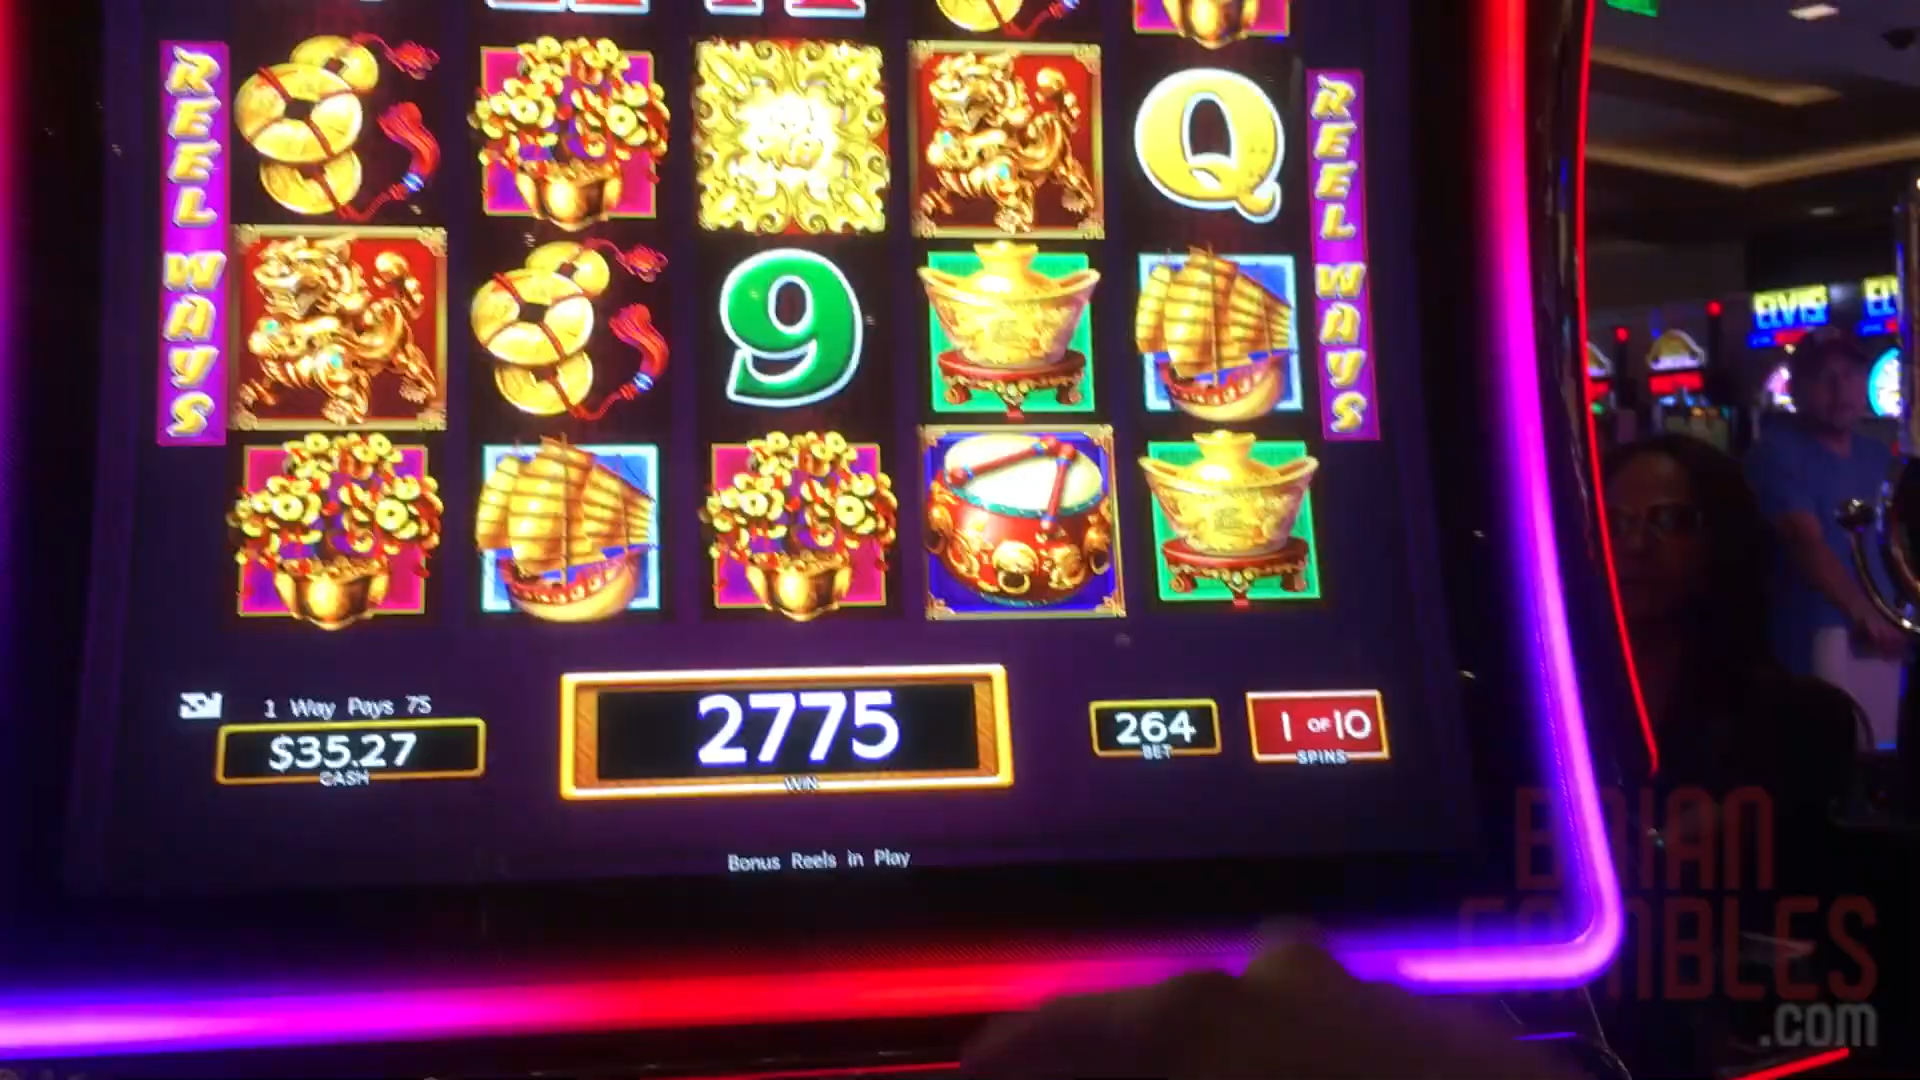 REEL WAYS
Q
REEL WAYS
9
1 Way Pays 75
$35.27
CASH
2775
WIN
264
BET
1 OF 10
SPINS
Bonus Reels in Play
ELVIS
BRIAN
GAMBLES
.com